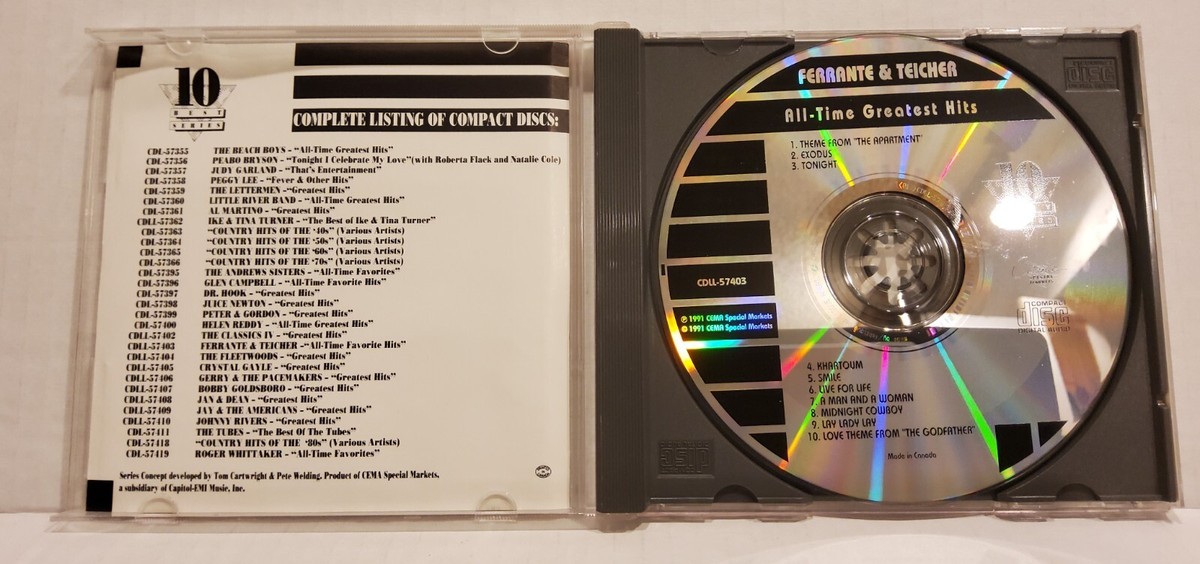 10
BEST
SERIES
COMPLETE LISTING OF COMPACT DISCS:
CDL-57355 THE BEACH BOYS - "All-Time Greatest Hits"
CDL-57356 PEABO BRYSON - "Tonight I Celebrate My Love" (with Roberta Flack and Natalie Cole)
CDL-57357 JUDY GARLAND - "That's Entertainment"
CDL-57358 PEGGY LEE - "Fever & Other Hits"
CDL-57359 THE LETTERMEN - "Greatest Hits"
CDL-57360 LITTLE RIVER BAND - "All-Time Greatest Hits"
CDL-57361 AL MARTINO - "Greatest Hits"
CDLL-57362 IKE & TINA TURNER - "The Best of Ike & Tina Turner"
CDL-57363 "COUNTRY HITS OF THE '40s" (Various Artists)
CDL-57364 "COUNTRY HITS OF THE '50s" (Various Artists)
CDL-57365 "COUNTRY HITS OF THE '60s" (Various Artists)
CDL-57366 "COUNTRY HITS OF THE '70s" (Various Artists)
CDL-57395 THE ANDREWS SISTERS - "All-Time Favorites"
CDL-57396 GLEN CAMPBELL - "All-Time Favorite Hits"
CDL-57397 DR. HOOK - "Greatest Hits"
CDL-57398 JUICE NEWTON - "Greatest Hits"
CDL-57399 PETER & GORDON - "Greatest Hits"
CDL-57400 HELEN REDDY - "All-Time Greatest Hits"
CDLL-57402 THE CLASSICS IV - "Greatest Hits"
CDLL-57403 FERRANTE & TEICHER - "All-Time Favorite Hits"
CDLL-57404 THE FLEETWOODS - "Greatest Hits"
CDLL-57405 CRYSTAL GAYLE - "Greatest Hits"
CDLL-57406 GERRY & THE PACEMAKERS - "Greatest Hits"
CDLL-57407 BOBBY GOLDSBORO - "Greatest Hits"
CDLL-57408 JAN & DEAN - "Greatest Hits"
CDLL-57409 JAY & THE AMERICANS - "Greatest Hits"
CDLL-57410 JOHNNY RIVERS - "Greatest Hits"
CDL-57411 THE TUBES - "The Best Of The Tubes"
CDL-57418 "COUNTRY HITS OF THE '80s" (Various Artists)
CDL-57419 ROGER WHITTAKER - "All-Time Favorites"
Series Concept developed by Tom Cartwright & Pete Welding. Product of CEMA Special Markets,
a subsidiary of Capitol-EMI Music, Inc.
FERRANTE & TEICHER
All-Time Greatest Hits
1. THEME FROM "THE APARTMENT"
2. EXODUS
3. TONIGHT
10
CDLL-57403
℗ 1991 CEMA Special Markets
© 1991 CEMA Special Markets
COMPACT
disc
DIGITAL AUDIO
4. KHARTOUM
5. SMILE
6. LIVE FOR LIFE
7. A MAN AND A WOMAN
8. MIDNIGHT COWBOY
9. LAY LADY LAY
10. LOVE THEME FROM "THE GODFATHER"
Made in Canada
disc